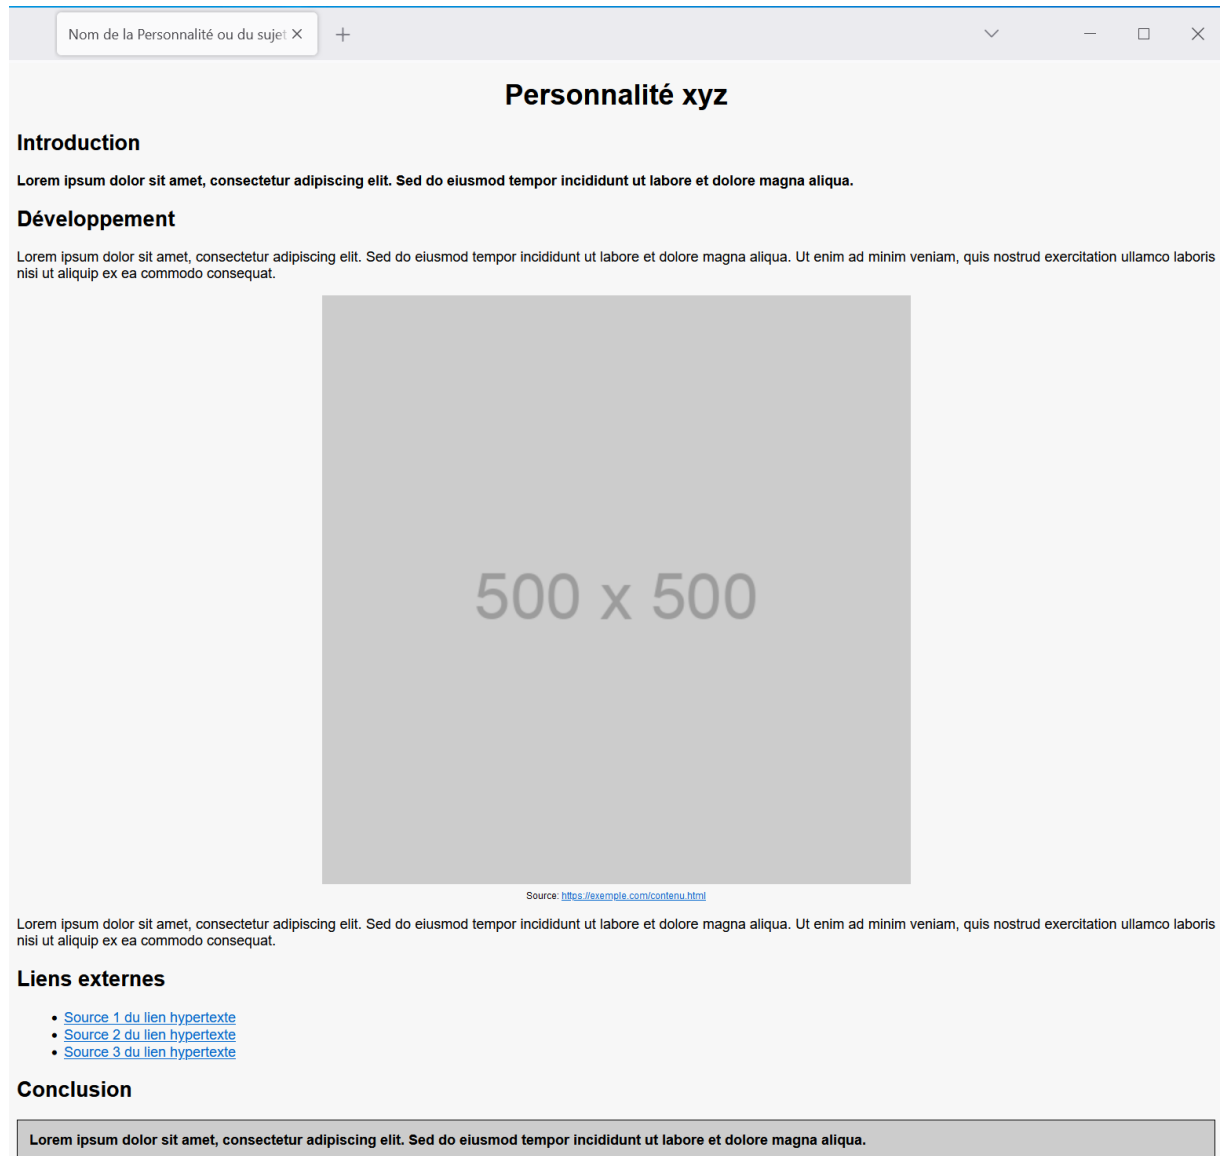 Nom de la Personnalité ou du sujet
Personnalité xyz
Introduction
Lorem ipsum dolor sit amet, consectetur adipiscing elit. Sed do eiusmod tempor incididunt ut labore et dolore magna aliqua.
Développement
Lorem ipsum dolor sit amet, consectetur adipiscing elit. Sed do eiusmod tempor incididunt ut labore et dolore magna aliqua. Ut enim ad minim veniam, quis nostrud exercitation ullamco laboris
nisi ut aliquip ex ea commodo consequat.
500 x 500
Source: https://exemple.com/contenu.html
Lorem ipsum dolor sit amet, consectetur adipiscing elit. Sed do eiusmod tempor incididunt ut labore et dolore magna aliqua. Ut enim ad minim veniam, quis nostrud exercitation ullamco laboris
nisi ut aliquip ex ea commodo consequat.
Liens externes
• Source 1 du lien hypertexte
• Source 2 du lien hypertexte
• Source 3 du lien hypertexte
Conclusion
Lorem ipsum dolor sit amet, consectetur adipiscing elit. Sed do eiusmod tempor incididunt ut labore et dolore magna aliqua.